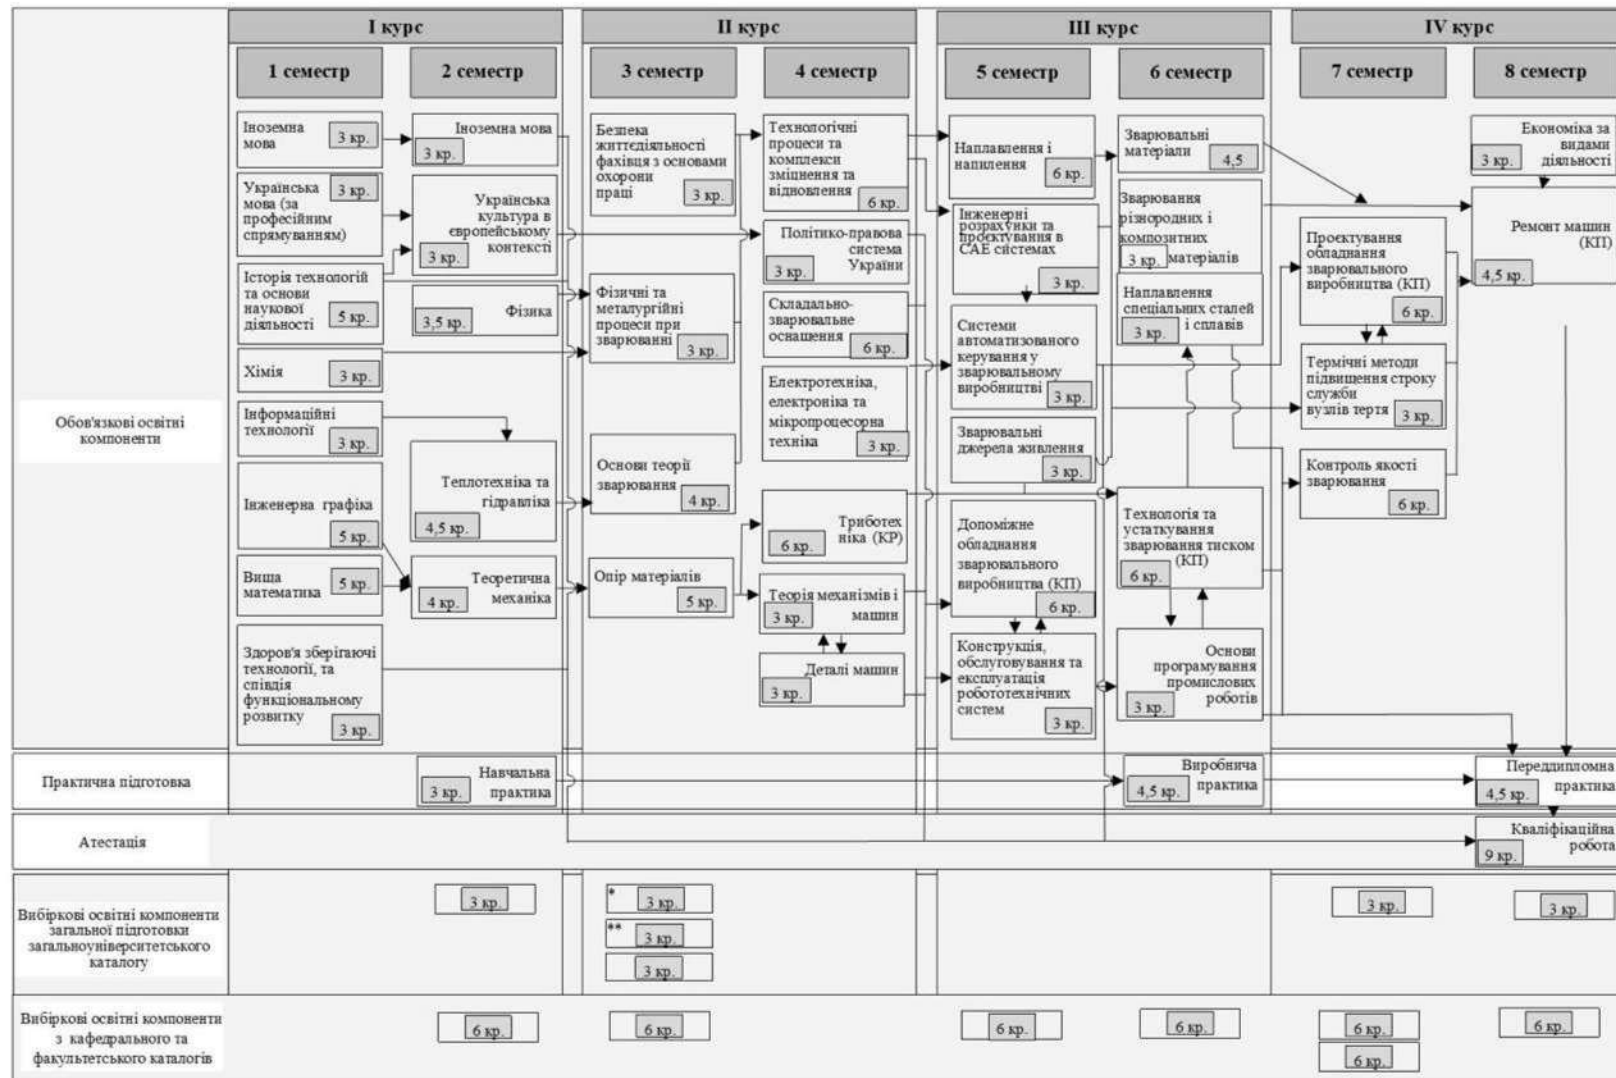 I курс
II курс
III курс
IV курс
1 семестр
2 семестр
3 семестр
4 семестр
5 семестр
6 семестр
7 семестр
8 семестр
Обов'язкові освітні
компоненти
Іноземна
мова
3 кр.
Українська
мова (за
професійним
спрямуванням)
3 кр.
Історія технологій
та основи
наукової
діяльності
5 кр.
Хімія
3 кр.
Інформаційні
технології
3 кр.
Інженерна графіка
5 кр.
Вища
математика
5 кр.
Здоров'я зберігаючі
технології, та
співдія
функціональному
розвитку
3 кр.
Іноземна мова
3 кр.
Українська
культура в
європейському
контексті
3 кр.
Фізика
3,5 кр.
Теплотехніка та
гідравліка
4,5 кр.
Теоретична
механіка
4 кр.
Безпека
життєдіяльності
фахівця з основами
охорони
праці
3 кр.
Фізичні та
металургійні
процеси при
зварюванні
3 кр.
Основи теорії
зварювання
4 кр.
Опір матеріалів
5 кр.
Технологічні
процеси та
комплекси
зміцнення та
відновлення
6 кр.
Політико-правова
система
України
3 кр.
Складально-
зварювальне
оснащення
6 кр.
Електротехніка,
електроніка та
мікропроцесорна
техніка
3 кр.
Триботех
ніка (КР)
6 кр.
Теорія механізмів і
машин
3 кр.
Деталі машин
3 кр.
Наплавлення і
напилення
6 кр.
Інженерні
розрахунки та
проєктування в
САЕ системах
3 кр.
Системи
автоматизованого
керування у
зварювальному
виробництві
3 кр.
Зварювальні
джерела живлення
3 кр.
Допоміжне
обладнання
зварювального
виробництва (КП)
6 кр.
Конструкція,
обслуговування та
експлуатація
робототехнічних
систем
3 кр.
Зварювальні
матеріали
4,5
Зварювання
різнорідних і
композитних
матеріалів
3 кр.
Наплавлення
спеціальних сталей
і сплавів
3 кр.
Технологія та
устаткування
зварювання тиском
(КП)
6 кр.
Основи
програмування
промислових
роботів
3 кр.
Проєктування
обладнання
зварювального
виробництва (КП)
6 кр.
Термічні методи
підвищення строку
служби
вузлів тертя
3 кр.
Контроль якості
зварювання
6 кр.
Економіка за
видами
діяльності
3 кр.
Ремонт машин
(КП)
4,5 кр.
Практична підготовка
Навчальна
практика
3 кр.
Виробнича
практика
4,5 кр.
Переддипломна
практика
4,5 кр.
Атестація
Кваліфікаційна
робота
9 кр.
Вибіркові освітні компоненти
загальної підготовки
загальноуніверситетського
каталогу
3 кр.
* 3 кр.
** 3 кр.
3 кр.
3 кр.
3 кр.
Вибіркові освітні компоненти
з кафедрального та
факультетського каталогів
6 кр.
6 кр.
6 кр.
6 кр.
6 кр.
6 кр.
6 кр.